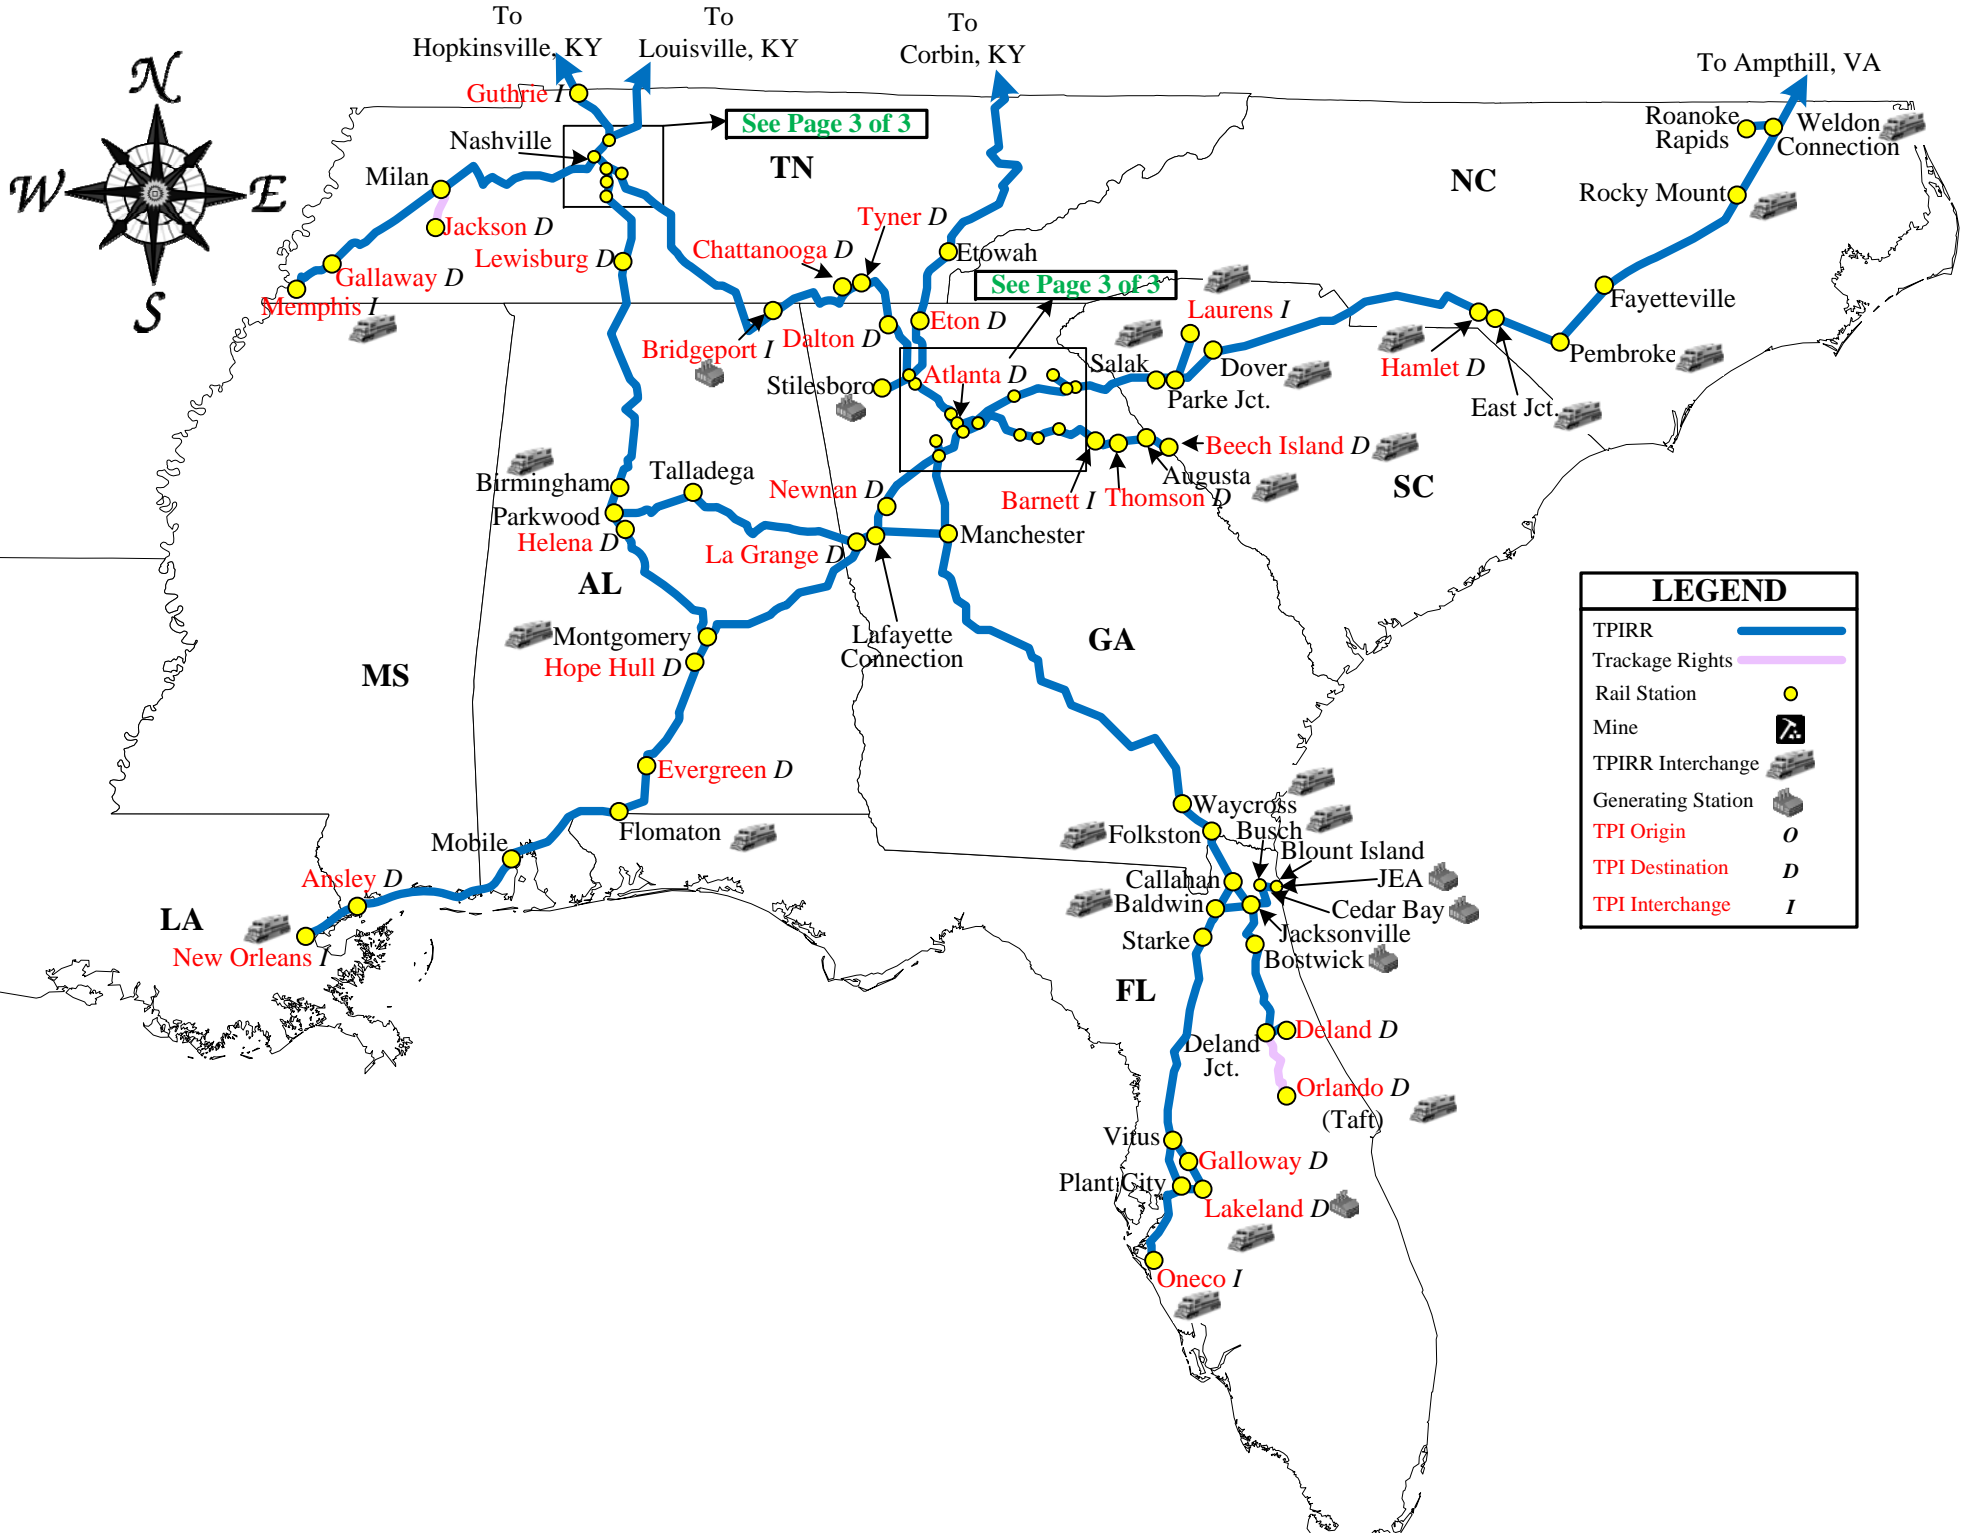 To
Hopkinsville, KY
To
Louisville, KY
To
Corbin, KY
To Ampthill, VA
N
W
E
S
Guthrie I
See Page 3 of 3
Nashville
TN
NC
Roanoke
Rapids
Weldon
Connection
Milan
Rocky Mount
Jackson D
Tyner D
Chattanooga D
Lewisburg D
Etowah
Gallaway D
Memphis I
See Page 3 of 3
Laurens I
Fayetteville
Eton D
Dalton D
Bridgeport I
Stilesboro
Atlanta D
Salak
Dover
Parke Jct.
Hamlet D
Pembroke
East Jct.
Beech Island D
Augusta
SC
Barnett I
Thomson D
Birmingham
Talladega
Newnan D
Parkwood
Helena D
La Grange D
Manchester
AL
Lafayette
Connection
GA
Montgomery
Hope Hull D
MS
Evergreen D
Flomaton
Mobile
Ansley D
LA
New Orleans I
Waycross
Folkston
Busch
Blount Island
Callahan
JEA
Baldwin
Cedar Bay
Starke
Jacksonville
Bostwick
FL
Deland D
Deland
Jct.
Orlando D
(Taft)
Vitus
Galloway D
Plant City
Lakeland D
Oneco I
LEGEND
TPIRR
Trackage Rights
Rail Station
Mine
TPIRR Interchange
Generating Station
TPI Origin O
TPI Destination D
TPI Interchange I